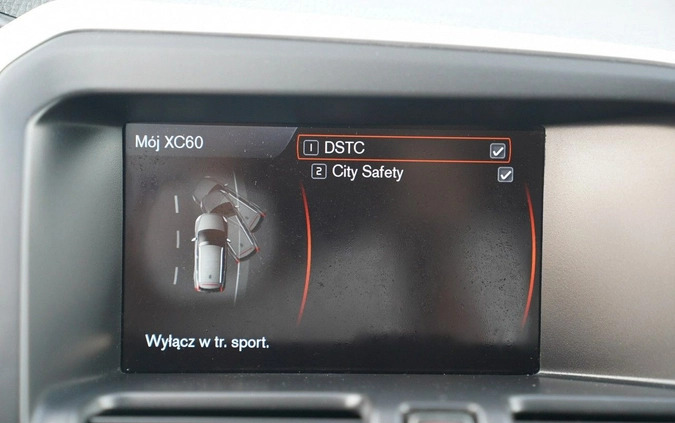 Mój XC60
1 DSTC
2 City Safety
Wyłącz w tr. sport.